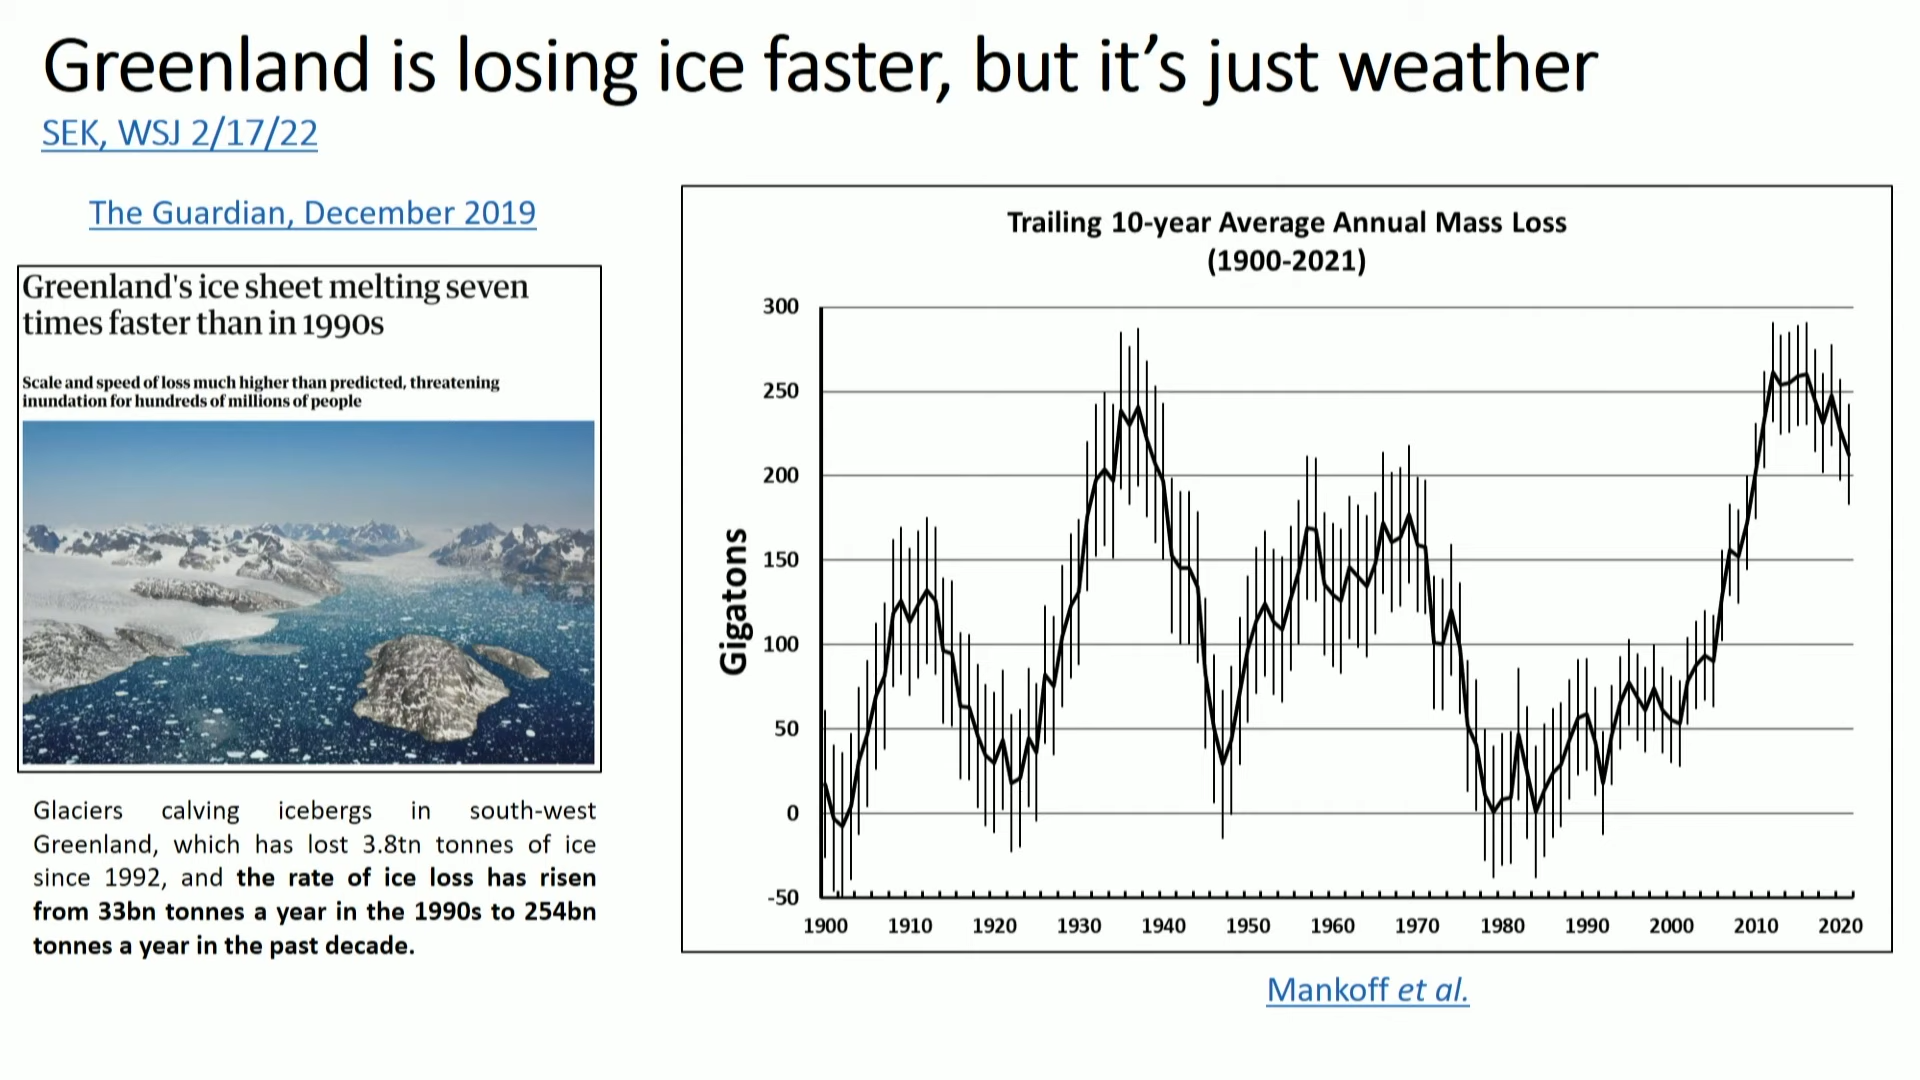 Greenland is losing ice faster, but it's just weather
SEK, WSJ 2/17/22
The Guardian, December 2019
Greenland's ice sheet melting seven
times faster than in 1990s
Scale and speed of loss much higher than predicted, threatening
inundation for hundreds of millions of people
Glaciers calving icebergs in south-west
Greenland, which has lost 3.8tn tonnes of ice
since 1992, and the rate of ice loss has risen
from 33bn tonnes a year in the 1990s to 254bn
tonnes a year in the past decade.
Trailing 10-year Average Annual Mass Loss
(1900-2021)
Gigatons
300
250
200
150
100
50
0
-50
1900 1910 1920 1930 1940 1950 1960 1970 1980 1990 2000 2010 2020
Mankoff et al.